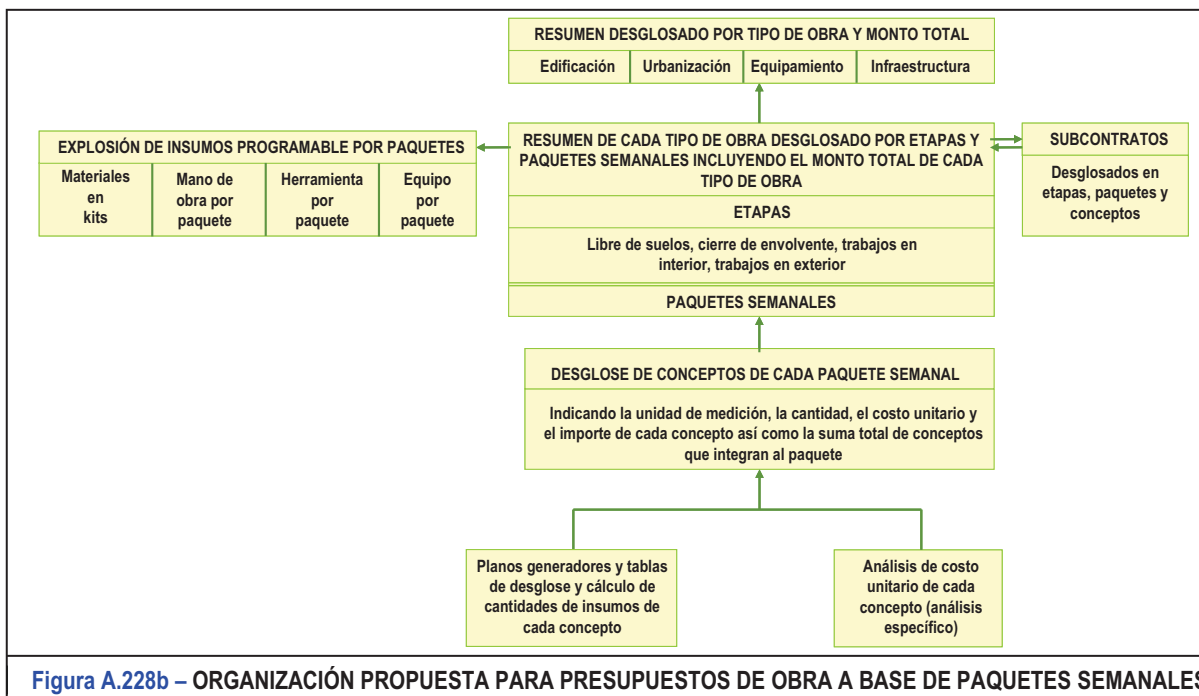 RESUMEN DESGLOSADO POR TIPO DE OBRA Y MONTO TOTAL
Edificación
Urbanización
Equipamiento
Infraestructura
EXPLOSIÓN DE INSUMOS PROGRAMABLE POR PAQUETES
Materiales
en
kits
Mano de
obra por
paquete
Herramienta
por
paquete
Equipo
por
paquete
RESUMEN DE CADA TIPO DE OBRA DESGLOSADO POR ETAPAS Y
PAQUETES SEMANALES INCLUYENDO EL MONTO TOTAL DE CADA
TIPO DE OBRA
ETAPAS
Libre de suelos, cierre de envolvente, trabajos en
interior, trabajos en exterior
PAQUETES SEMANALES
SUBCONTRATOS
Desglosados en
etapas, paquetes y
conceptos
DESGLOSE DE CONCEPTOS DE CADA PAQUETE SEMANAL
Indicando la unidad de medición, la cantidad, el costo unitario y
el importe de cada concepto así como la suma total de conceptos
que integran al paquete
Planos generadores y tablas
de desglose y cálculo de
cantidades de insumos de
cada concepto
Análisis de costo
unitario de cada
concepto (análisis
específico)
Figura A.228b – ORGANIZACIÓN PROPUESTA PARA PRESUPUESTOS DE OBRA A BASE DE PAQUETES SEMANALES